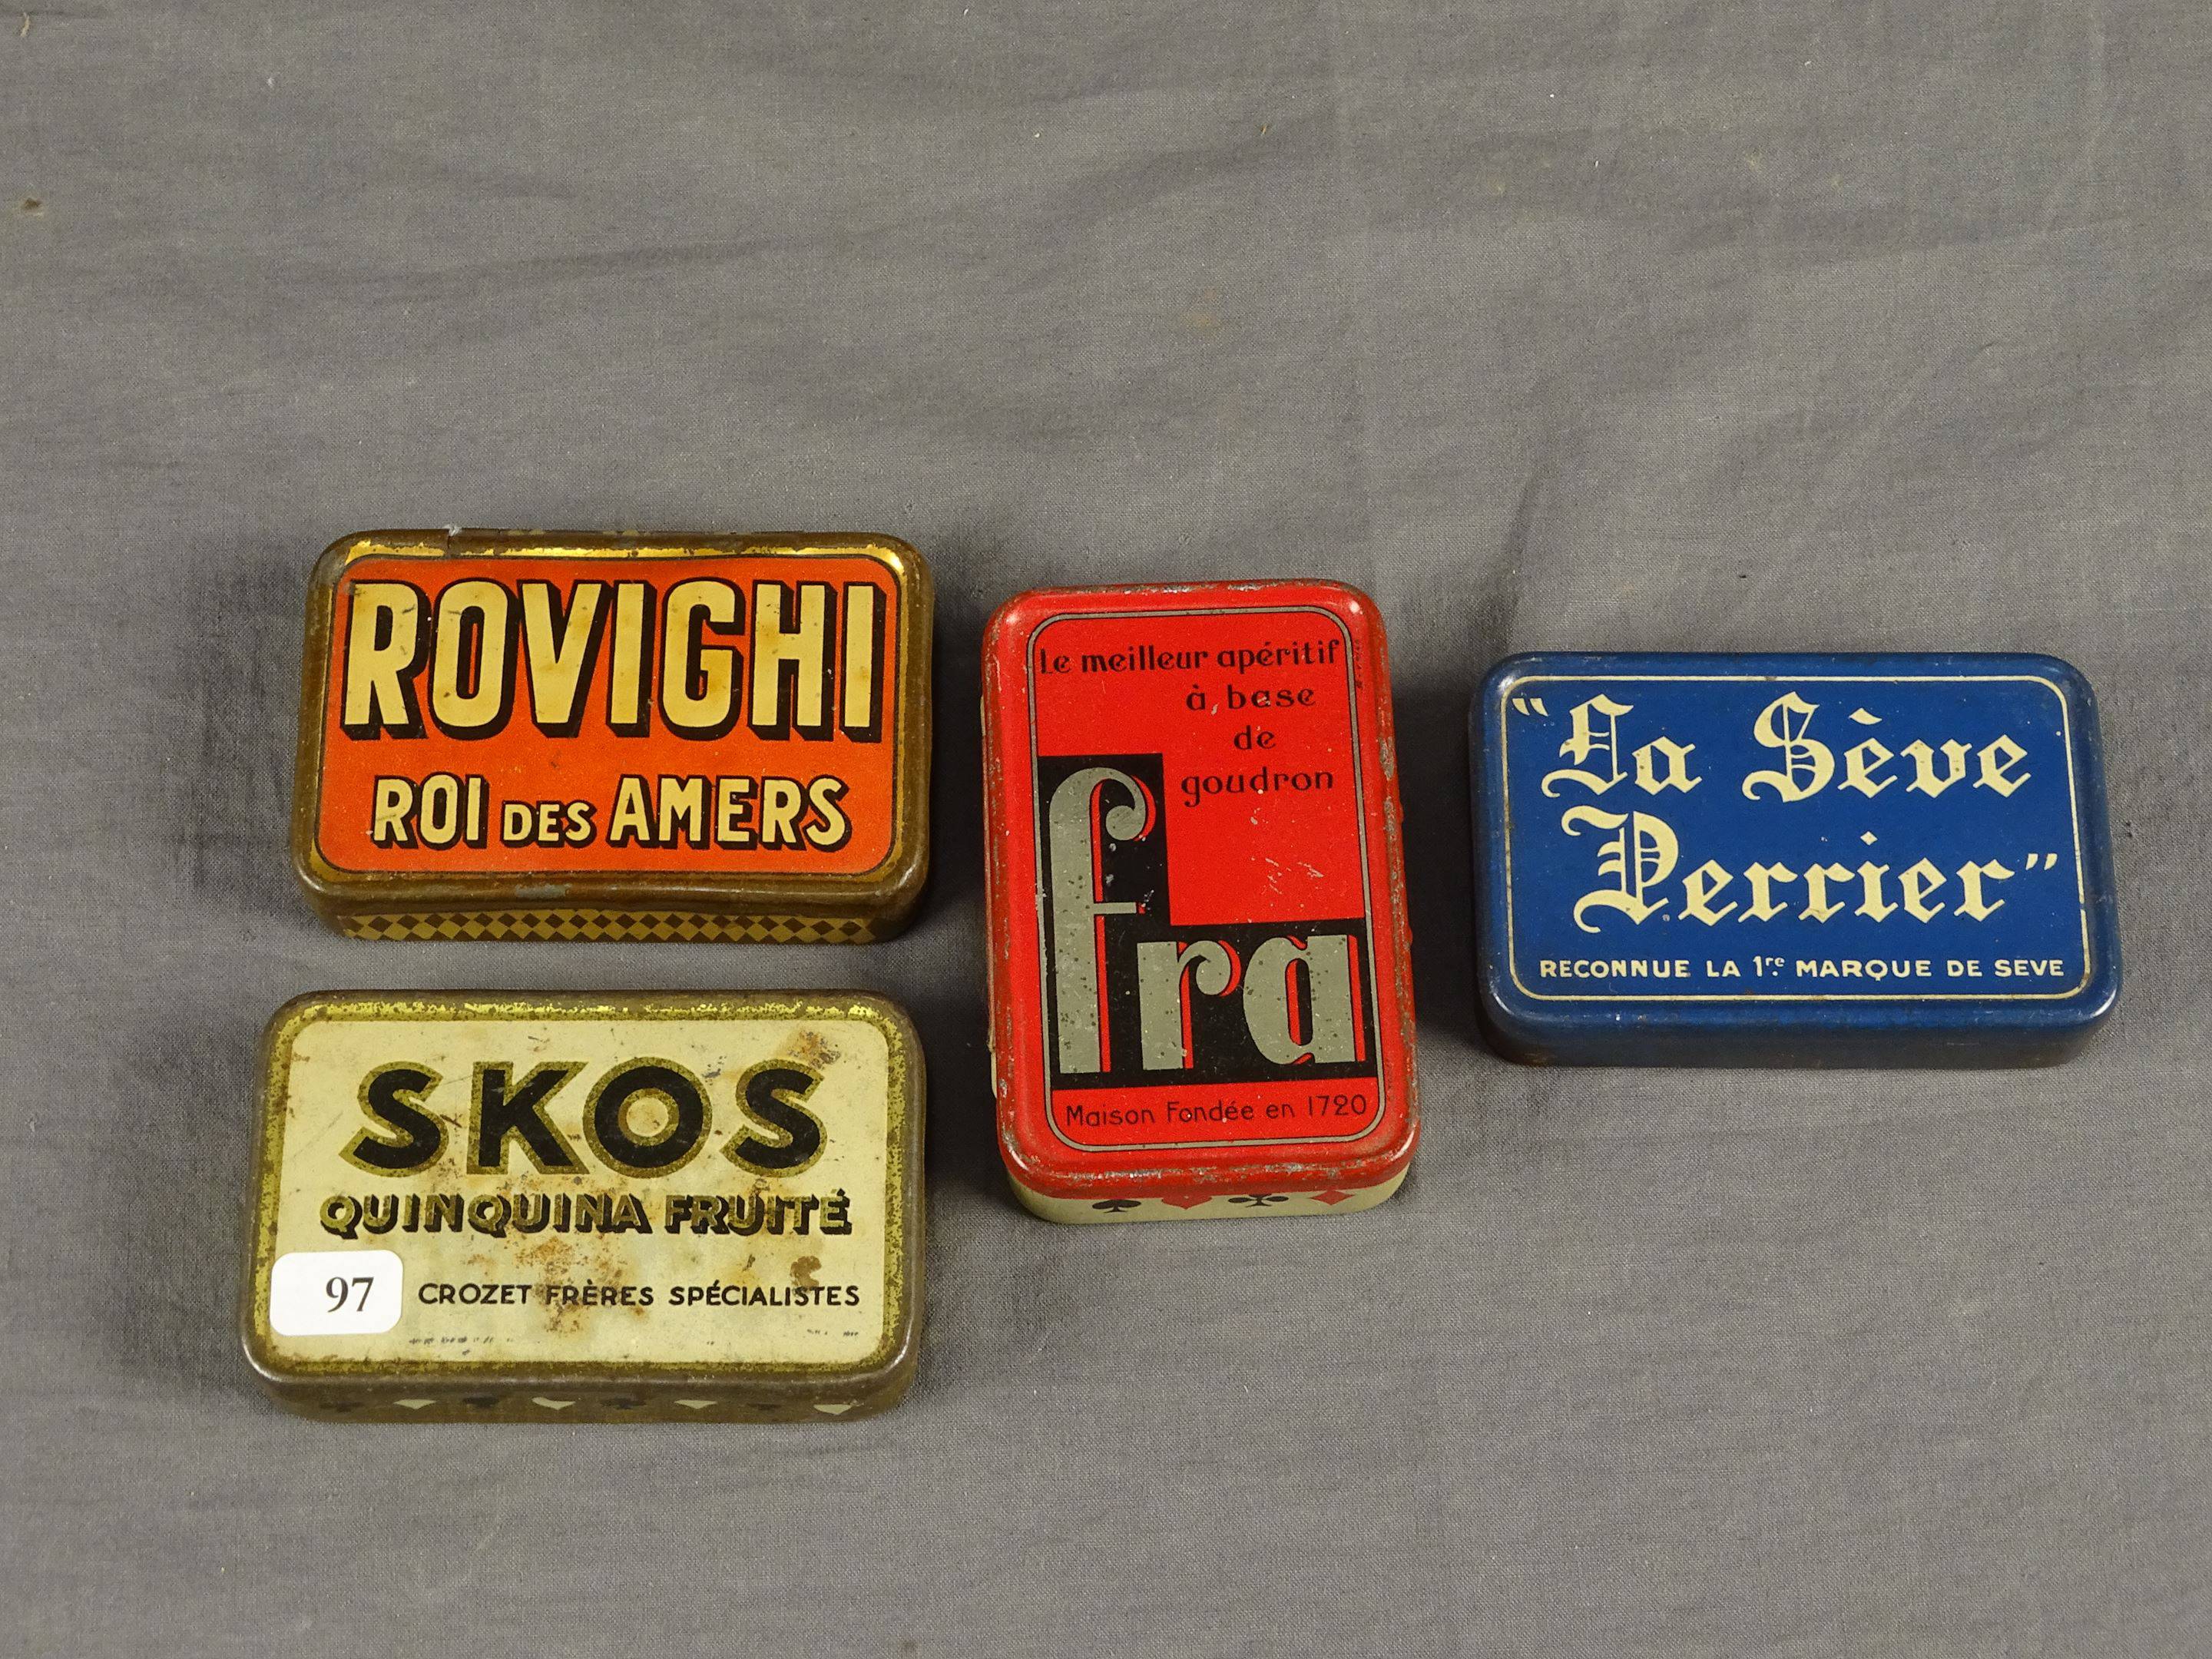 ROVIGHI
ROI DES AMERS
SKOS
QUINQUINA FRUITÉ
97
CROZET FRÈRES SPÉCIALISTES
Le meilleur apéritif
à base
de
goudron
fra
Maison Fondée en 1720
"La Sève
Perrier"
RECONNUE LA 1re MARQUE DE SEVE